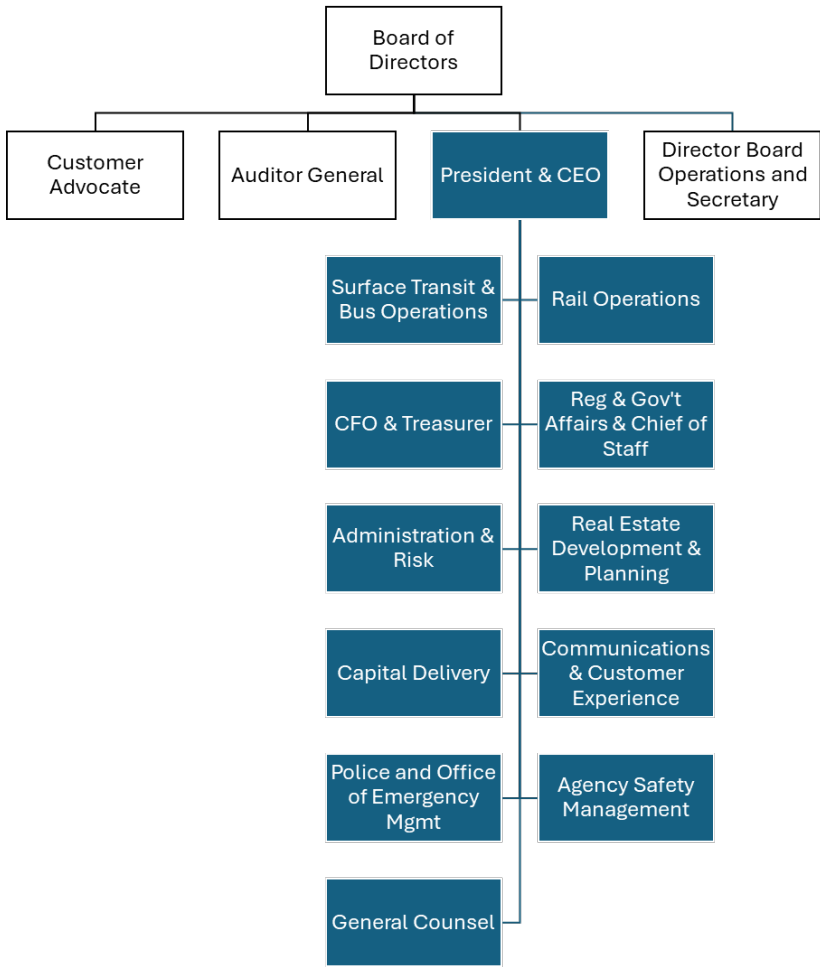 Board of
Directors
Customer
Advocate
Auditor General
President & CEO
Director Board
Operations and
Secretary
Surface Transit &
Bus Operations
Rail Operations
CFO & Treasurer
Reg & Gov't
Affairs & Chief of
Staff
Administration &
Risk
Real Estate
Development &
Planning
Capital Delivery
Communications
& Customer
Experience
Police and Office
of Emergency
Mgmt
Agency Safety
Management
General Counsel